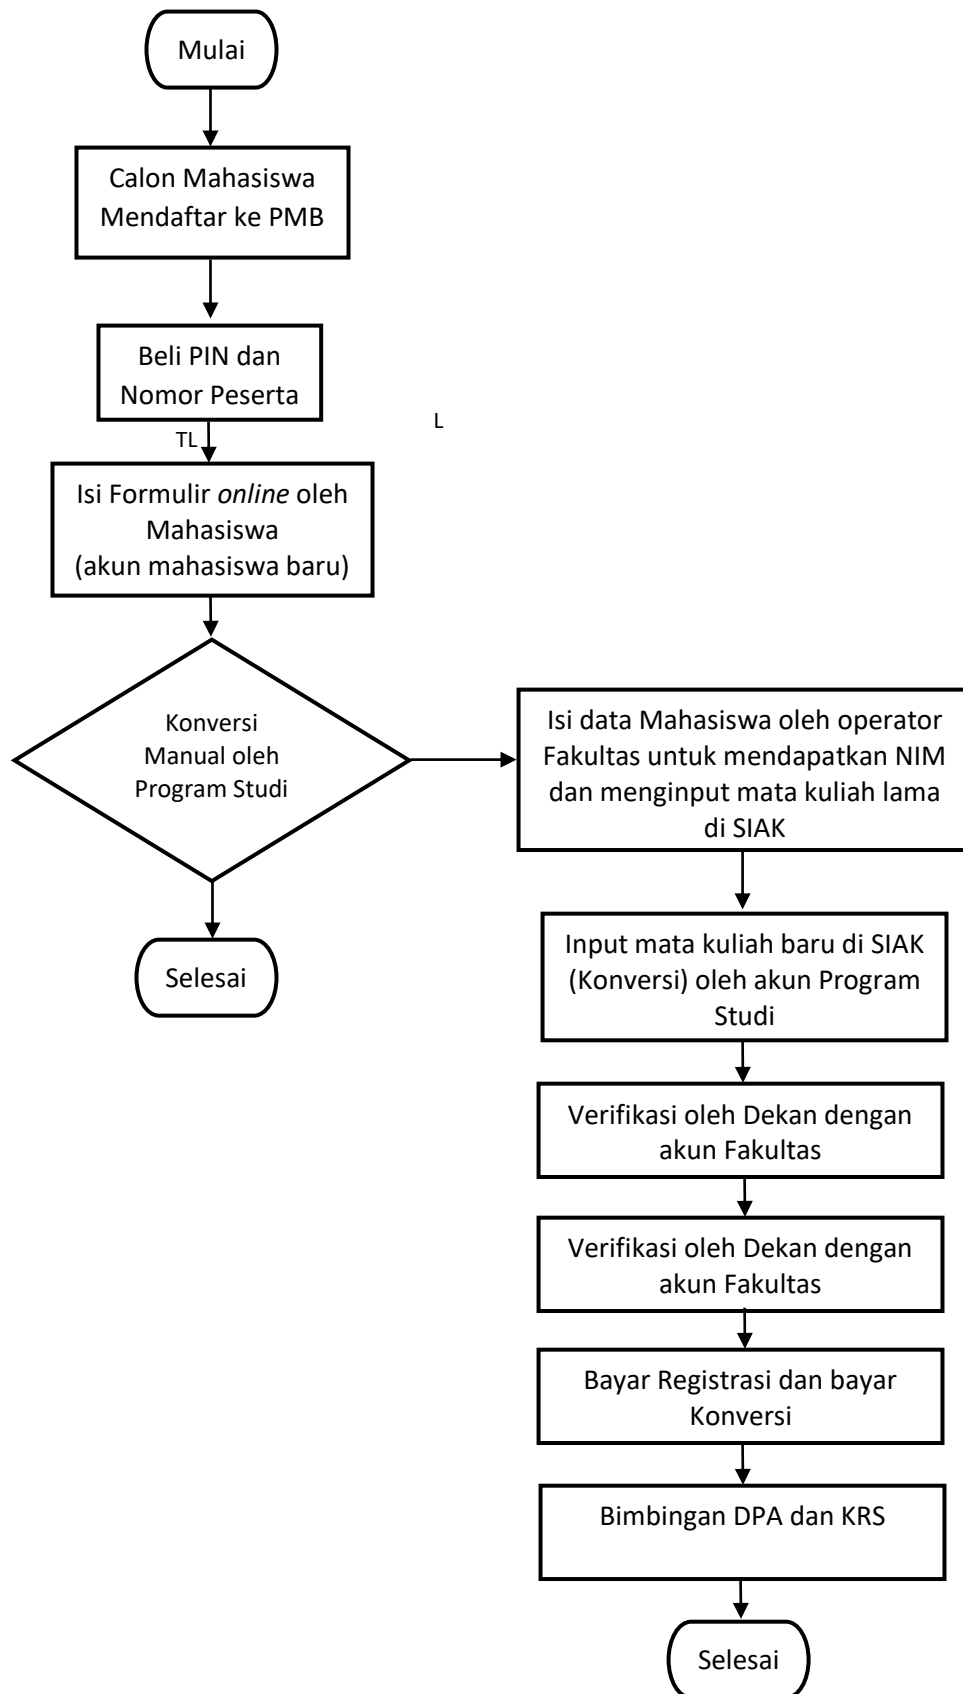 Mulai
Calon Mahasiswa
Mendaftar ke PMB
Beli PIN dan
Nomor Peserta
TL
L
Isi Formulir online oleh
Mahasiswa
(akun mahasiswa baru)
Konversi
Manual oleh
Program Studi
Selesai
Isi data Mahasiswa oleh operator
Fakultas untuk mendapatkan NIM
dan menginput mata kuliah lama
di SIAK
Input mata kuliah baru di SIAK
(Konversi) oleh akun Program
Studi
Verifikasi oleh Dekan dengan
akun Fakultas
Verifikasi oleh Dekan dengan
akun Fakultas
Bayar Registrasi dan bayar
Konversi
Bimbingan DPA dan KRS
Selesai